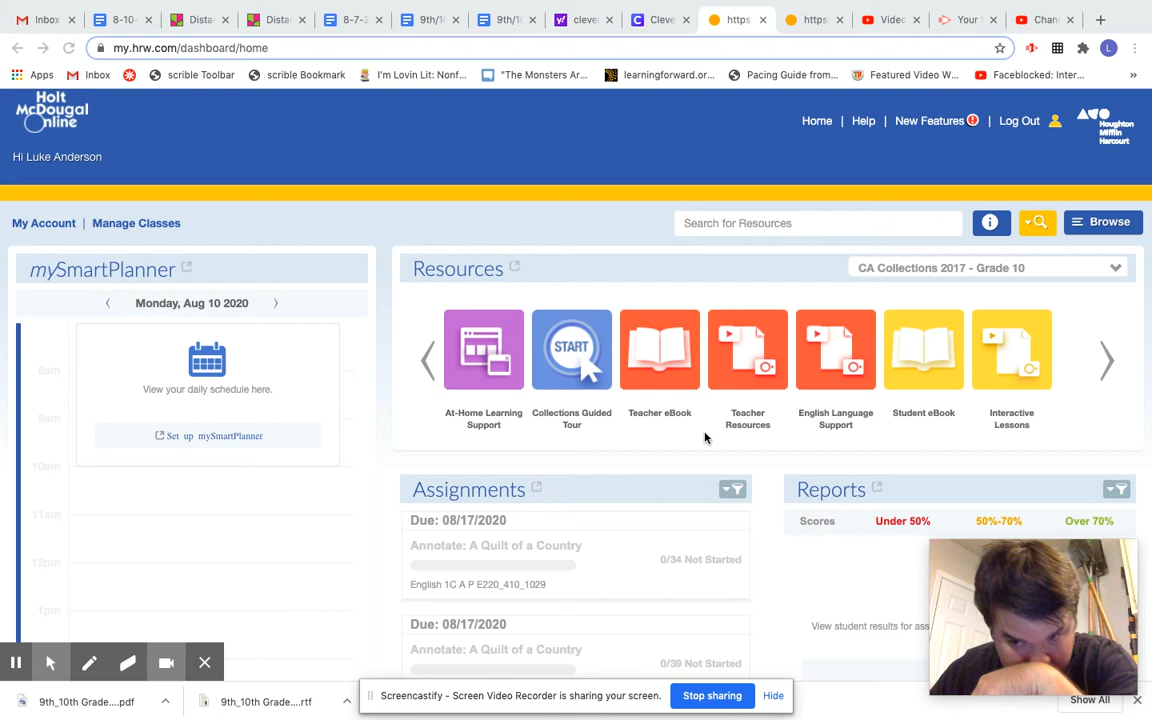 Inbox
8-10-
Dista
Dista
8-7-2
9th/1
9th/1
cleve
Cleve
https
https:
Video
Your S
Chann
my.hrw.com/dashboard/home
L
Apps
Inbox
scrible Toolbar
scrible Bookmark
I'm Lovin Lit: Nonf...
"The Monsters Ar...
learningforward.or...
Pacing Guide from...
Featured Video W...
Faceblocked: Inter...
»
Holt
McDougal
Online
Home | Help | New Features | Log Out
Houghton
Mifflin
Harcourt
Hi Luke Anderson
My Account | Manage Classes
Search for Resources
Browse
mySmartPlanner
Monday, Aug 10 2020
8am
View your daily schedule here.
9am
Set up mySmartPlanner
10am
11am
12pm
1pm
Resources
CA Collections 2017 - Grade 10
START
At-Home Learning
Support
Collections Guided
Tour
Teacher eBook
Teacher
Resources
English Language
Support
Student eBook
Interactive
Lessons
Assignments
Due: 08/17/2020
Annotate: A Quilt of a Country
0/34 Not Started
English 1C A P E220_410_1029
Due: 08/17/2020
Annotate: A Quilt of a Country
0/39 Not Started
Reports
Scores Under 50% 50%-70% Over 70%
View student results for ass
Screencastify - Screen Video Recorder is sharing your screen.
Stop sharing
Hide
9th_10th Grade....pdf
9th_10th Grade....rtf
Show All